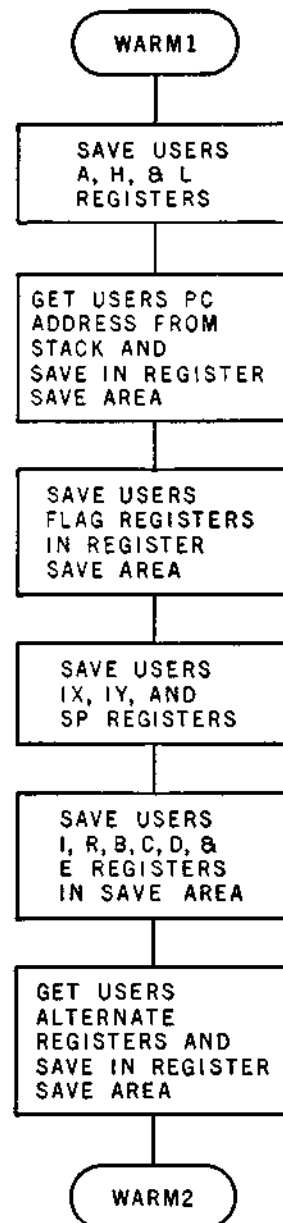 WARM1
SAVE USERS
A, H, & L
REGISTERS
GET USERS PC
ADDRESS FROM
STACK AND
SAVE IN REGISTER
SAVE AREA
SAVE USERS
FLAG REGISTERS
IN REGISTER
SAVE AREA
SAVE USERS
IX, IY, AND
SP REGISTERS
SAVE USERS
I, R, B, C, D, &
E REGISTERS
IN SAVE AREA
GET USERS
ALTERNATE
REGISTERS AND
SAVE IN REGISTER
SAVE AREA
WARM2